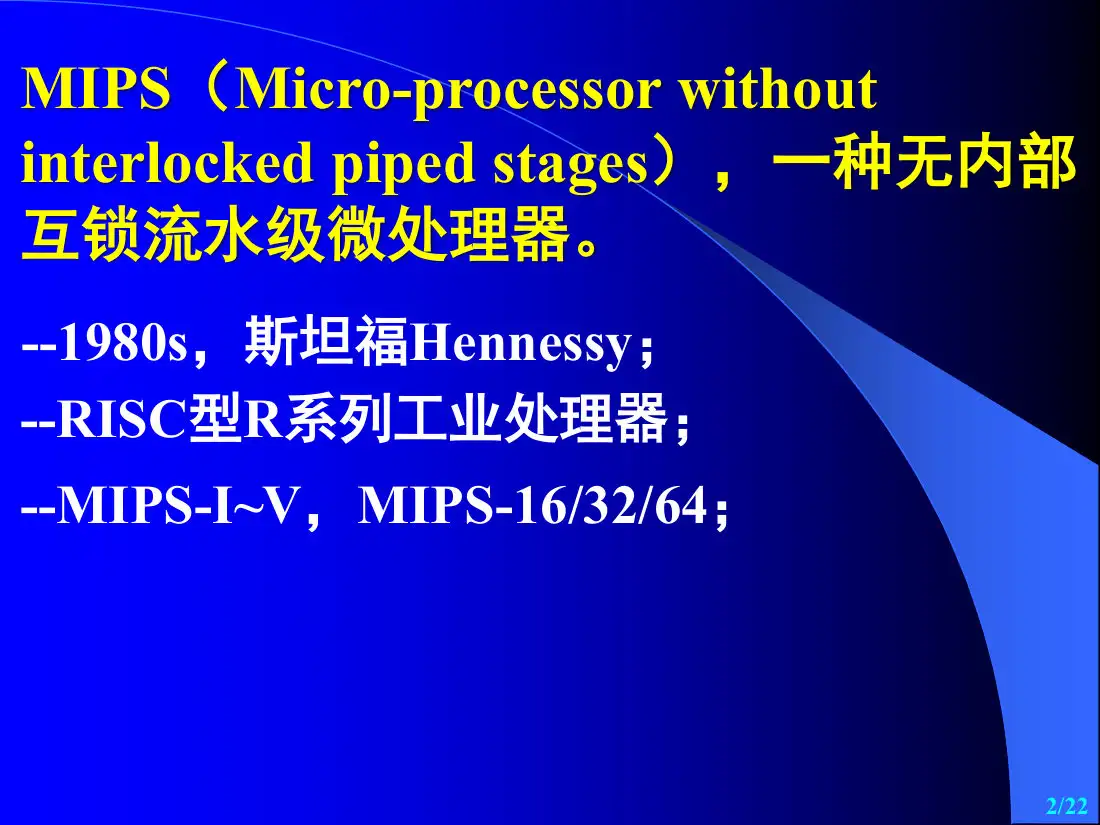 MIPS（Micro-processor without
interlocked piped stages），一种无内部
互锁流水级微处理器。
--1980s，斯坦福Hennessy；
--RISC型R系列工业处理器；
--MIPS-I~V，MIPS-16/32/64；
2/22